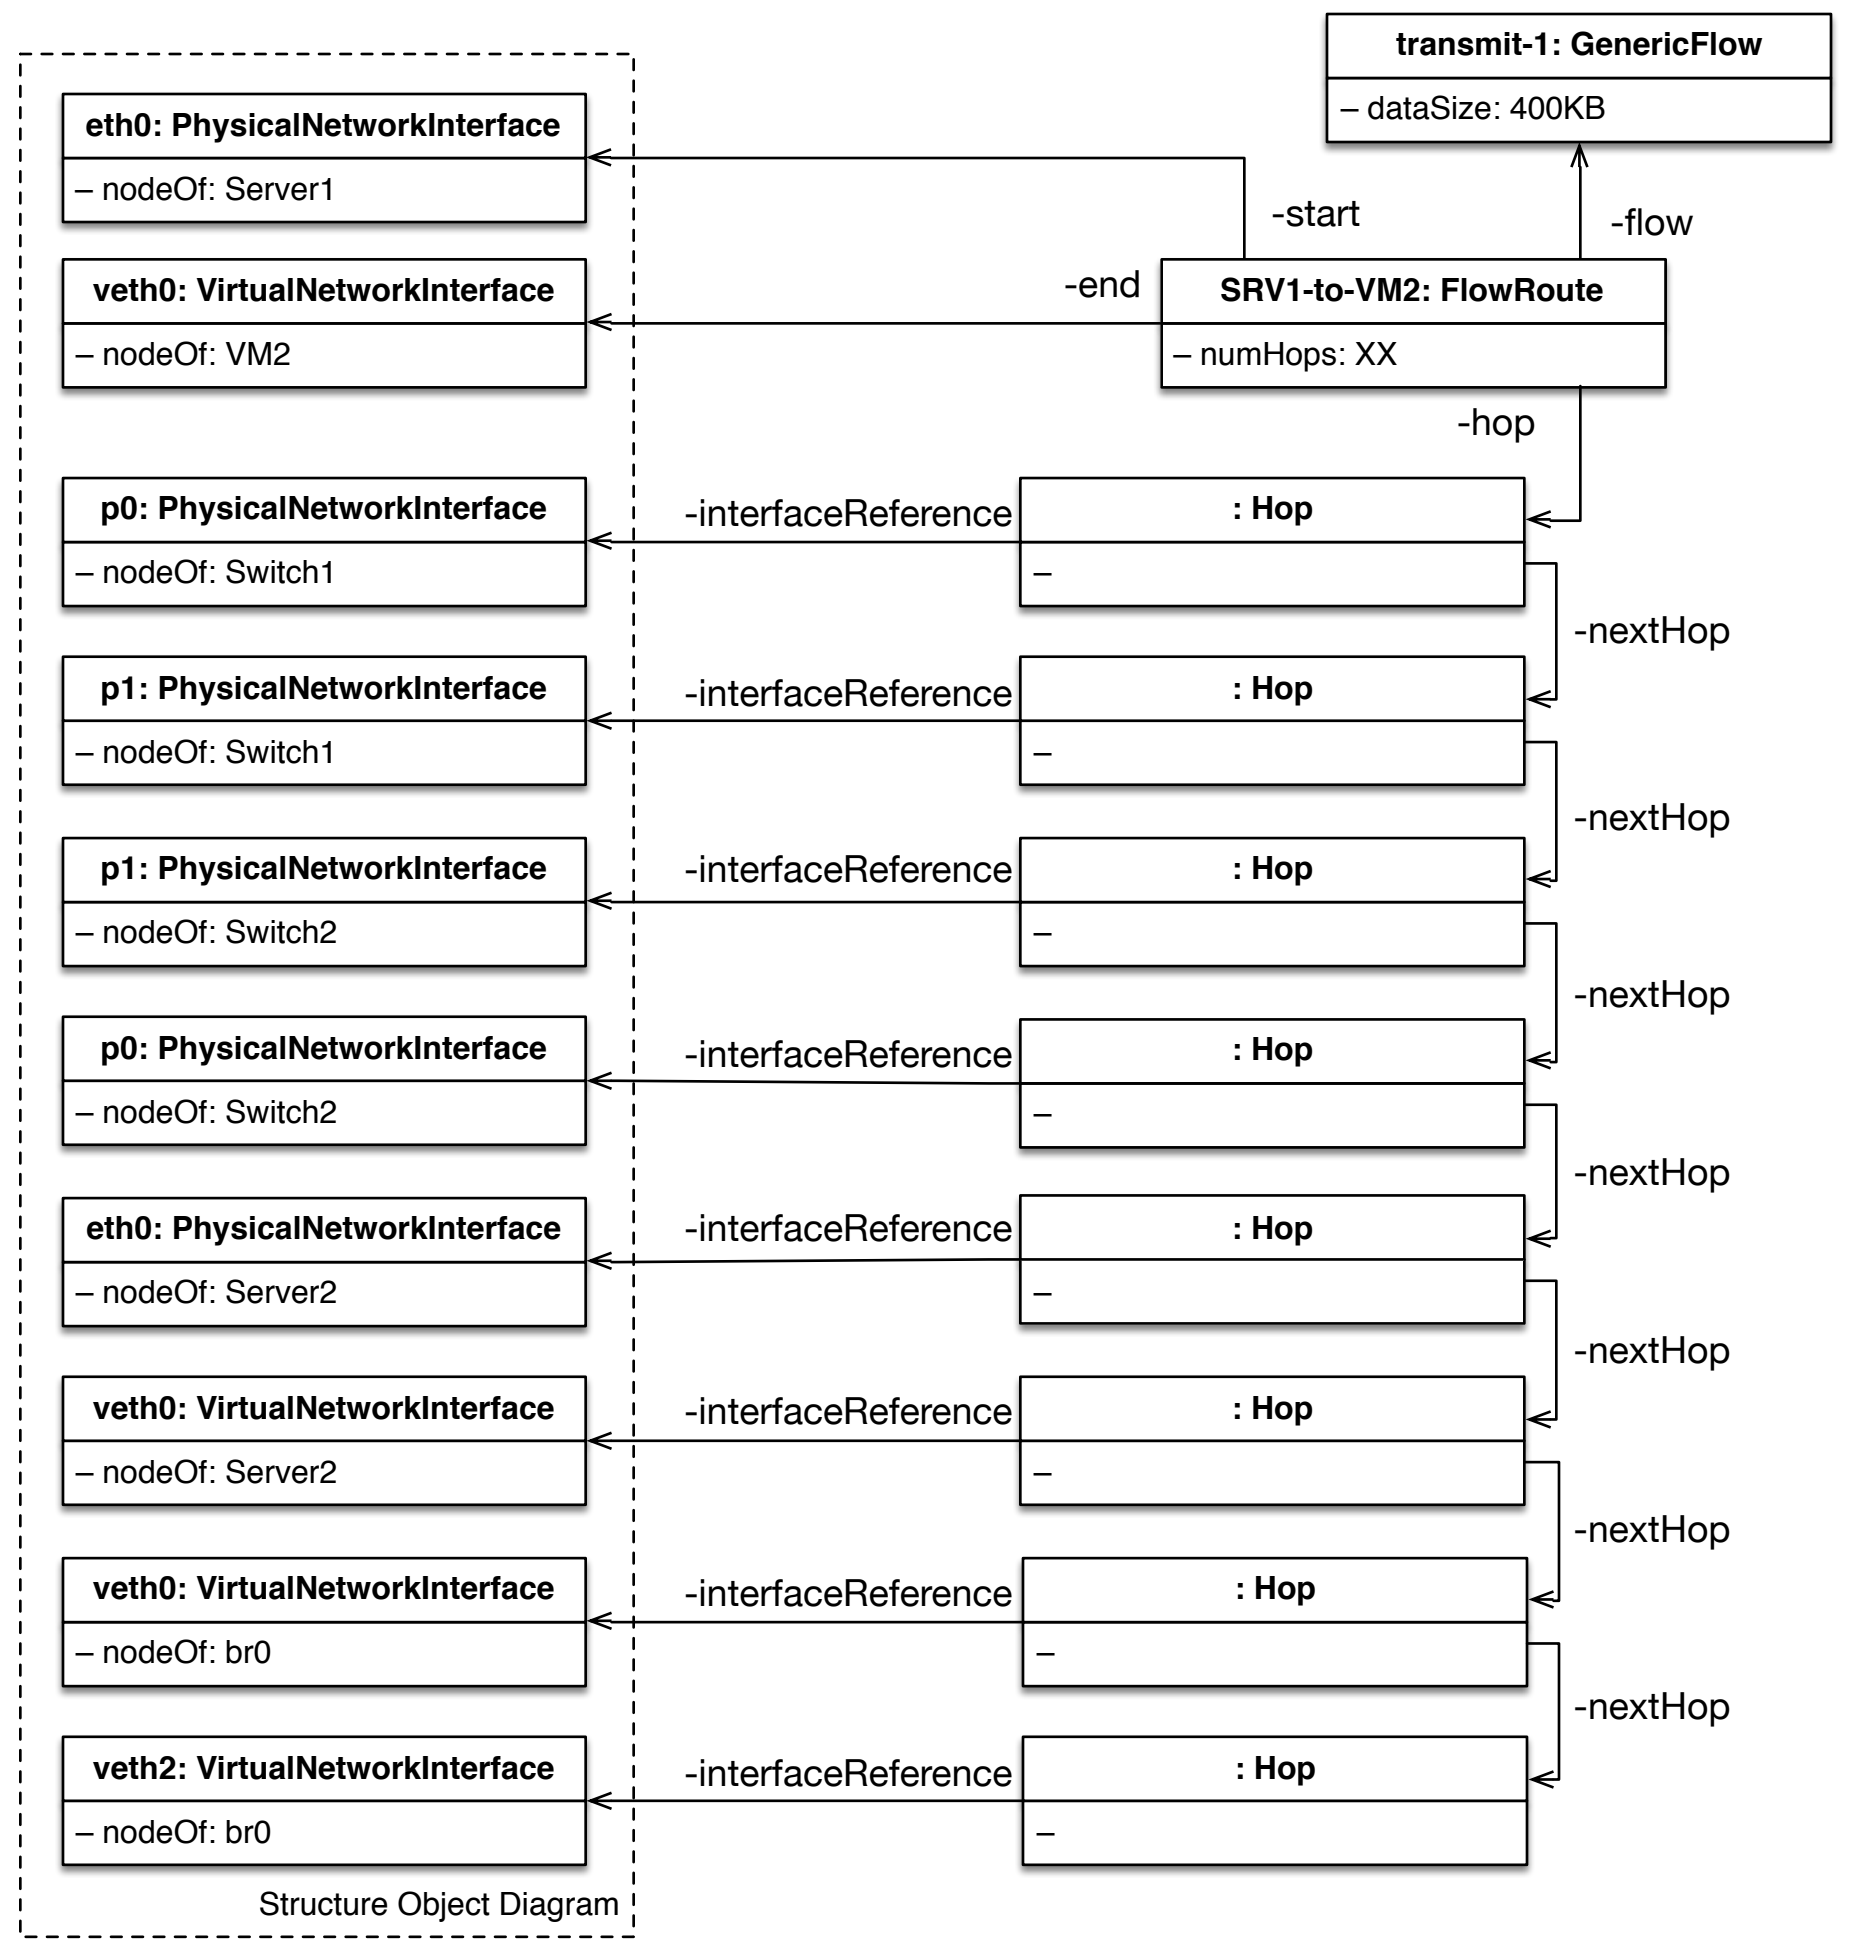 transmit-1: GenericFlow
– dataSize: 400KB
eth0: PhysicalNetworkInterface
– nodeOf: Server1
-start
-flow
veth0: VirtualNetworkInterface
– nodeOf: VM2
-end
SRV1-to-VM2: FlowRoute
– numHops: XX
-hop
p0: PhysicalNetworkInterface
– nodeOf: Switch1
-interfaceReference
: Hop
–
-nextHop
p1: PhysicalNetworkInterface
– nodeOf: Switch1
-interfaceReference
: Hop
–
-nextHop
p1: PhysicalNetworkInterface
– nodeOf: Switch2
-interfaceReference
: Hop
–
-nextHop
p0: PhysicalNetworkInterface
– nodeOf: Switch2
-interfaceReference
: Hop
–
-nextHop
eth0: PhysicalNetworkInterface
– nodeOf: Server2
-interfaceReference
: Hop
–
-nextHop
veth0: VirtualNetworkInterface
– nodeOf: Server2
-interfaceReference
: Hop
–
-nextHop
veth0: VirtualNetworkInterface
– nodeOf: br0
-interfaceReference
: Hop
–
-nextHop
veth2: VirtualNetworkInterface
– nodeOf: br0
-interfaceReference
: Hop
–
Structure Object Diagram